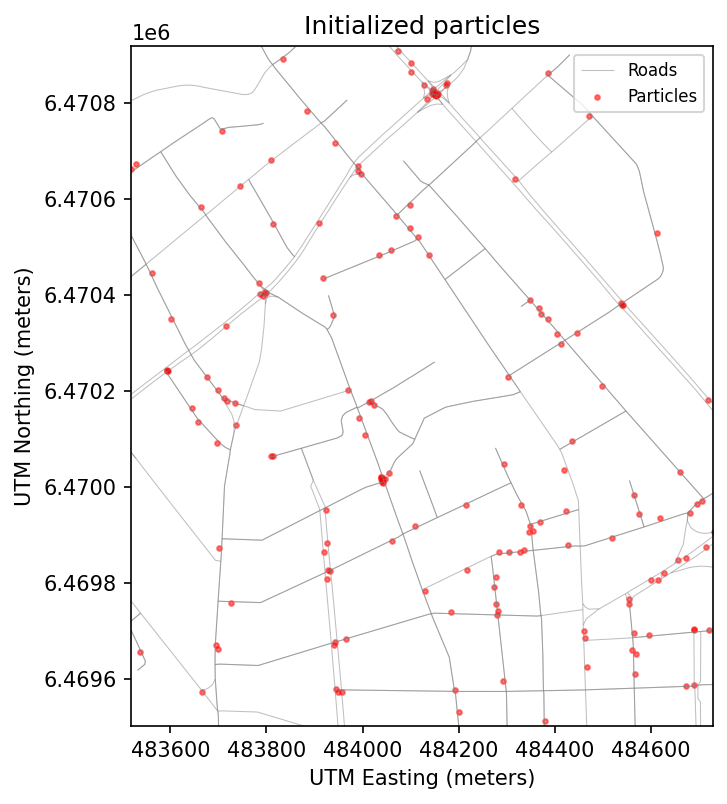 Initialized particles
1e6
Roads
Particles
6.4708
6.4706
6.4704
6.4702
6.4700
6.4698
6.4696
UTM Northing (meters)
483600 483800 484000 484200 484400 484600
UTM Easting (meters)